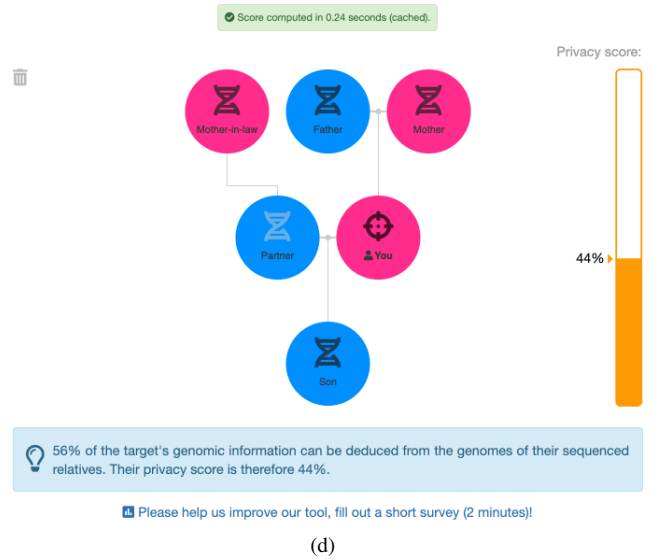 Score computed in 0.24 seconds (cached).
Privacy score:
Mother-in-law
Father
Mother
Partner
You
44%
Son
56% of the target's genomic information can be deduced from the genomes of their sequenced
relatives. Their privacy score is therefore 44%.
Please help us improve our tool, fill out a short survey (2 minutes)!
(d)